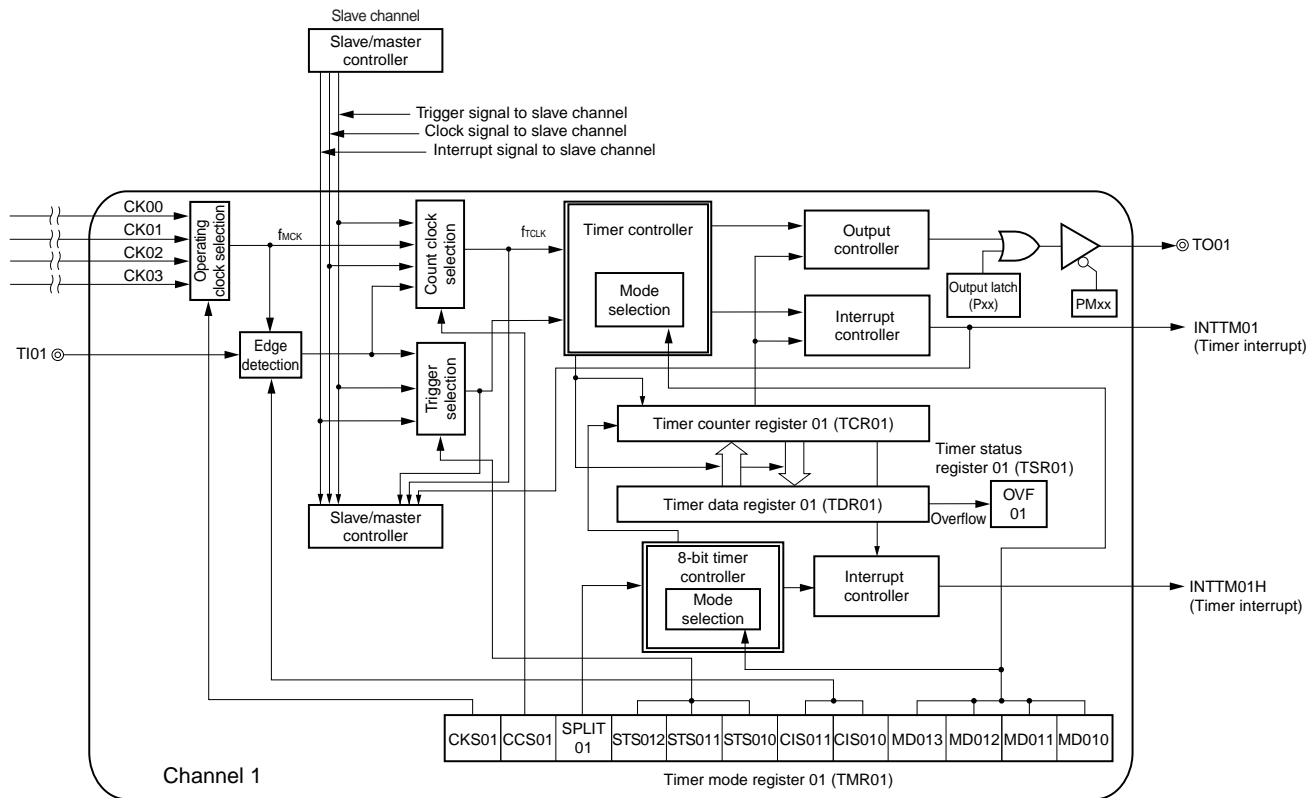 Slave channel
Slave/master
controller
Trigger signal to slave channel
Clock signal to slave channel
Interrupt signal to slave channel
CK00
CK01
CK02
CK03
Operating
clock selection
fMCK
Count clock
selection
fTCLK
Timer controller
Mode
selection
Output
controller
Output latch
(Pxx)
PMxx
TO01
TI01
Edge
detection
Trigger
selection
Interrupt
controller
INTTM01
(Timer interrupt)
Timer counter register 01 (TCR01)
Timer status
register 01 (TSR01)
Slave/master
controller
Timer data register 01 (TDR01)
Overflow
OVF
01
8-bit timer
controller
Mode
selection
Interrupt
controller
INTTM01H
(Timer interrupt)
CKS01
CCS01
SPLIT
01
STS012
STS011
STS010
CIS011
CIS010
MD013
MD012
MD011
MD010
Channel 1
Timer mode register 01 (TMR01)